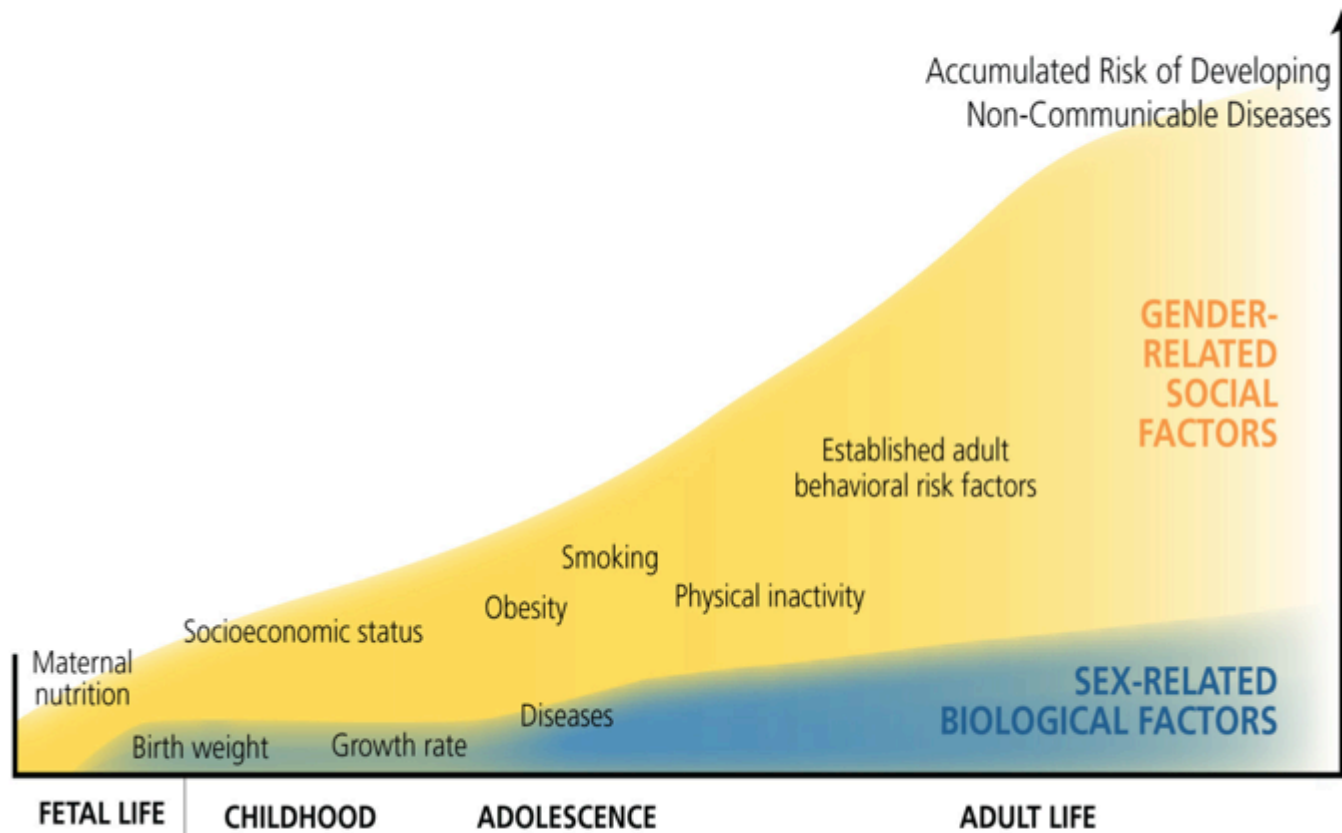 Accumulated Risk of Developing
Non-Communicable Diseases
GENDER-
RELATED
SOCIAL
FACTORS
Established adult
behavioral risk factors
Smoking
Obesity
Physical inactivity
Socioeconomic status
Maternal
nutrition
SEX-RELATED
BIOLOGICAL FACTORS
Diseases
Birth weight
Growth rate
FETAL LIFE
CHILDHOOD
ADOLESCENCE
ADULT LIFE